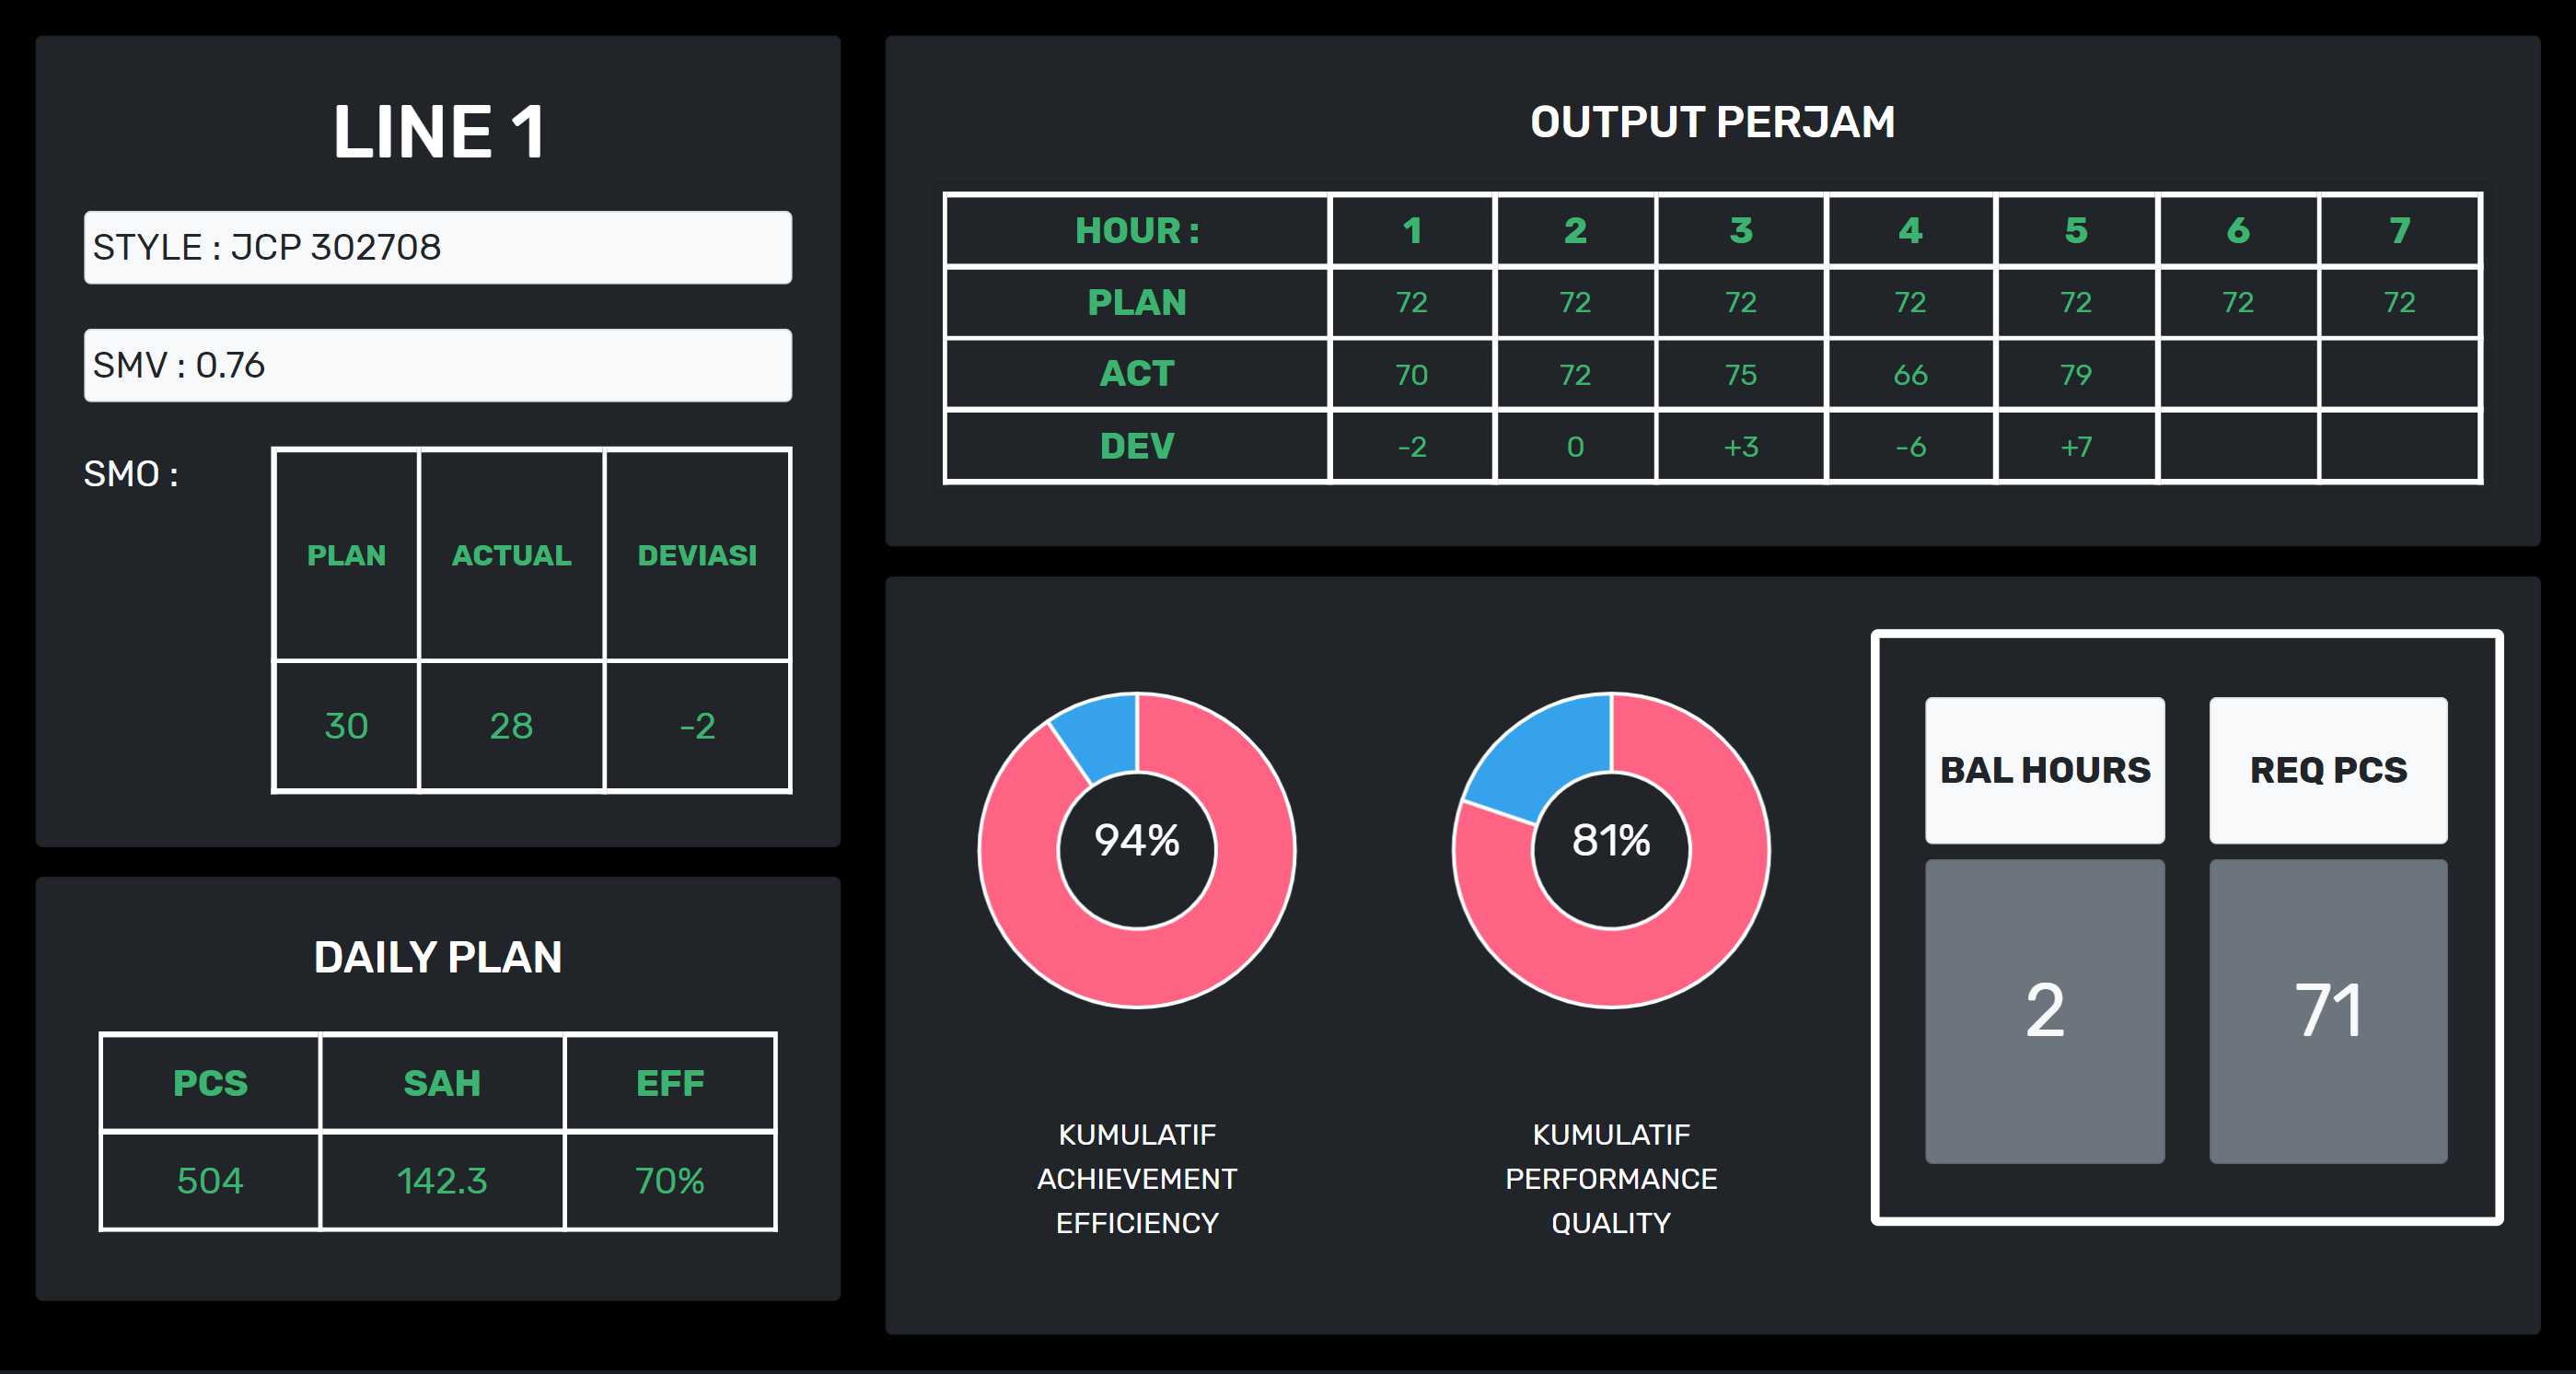 LINE 1
STYLE : JCP 302708
SMV : 0.76
SMO :
PLAN ACTUAL DEVIASI
30 28 -2
DAILY PLAN
PCS SAH EFF
504 142.3 70%
OUTPUT PERJAM
HOUR : 1 2 3 4 5 6 7
PLAN 72 72 72 72 72 72 72
ACT 70 72 75 66 79
DEV -2 0 +3 -6 +7
94%
KUMULATIF
ACHIEVEMENT
EFFICIENCY
81%
KUMULATIF
PERFORMANCE
QUALITY
BAL HOURS REQ PCS
2 71